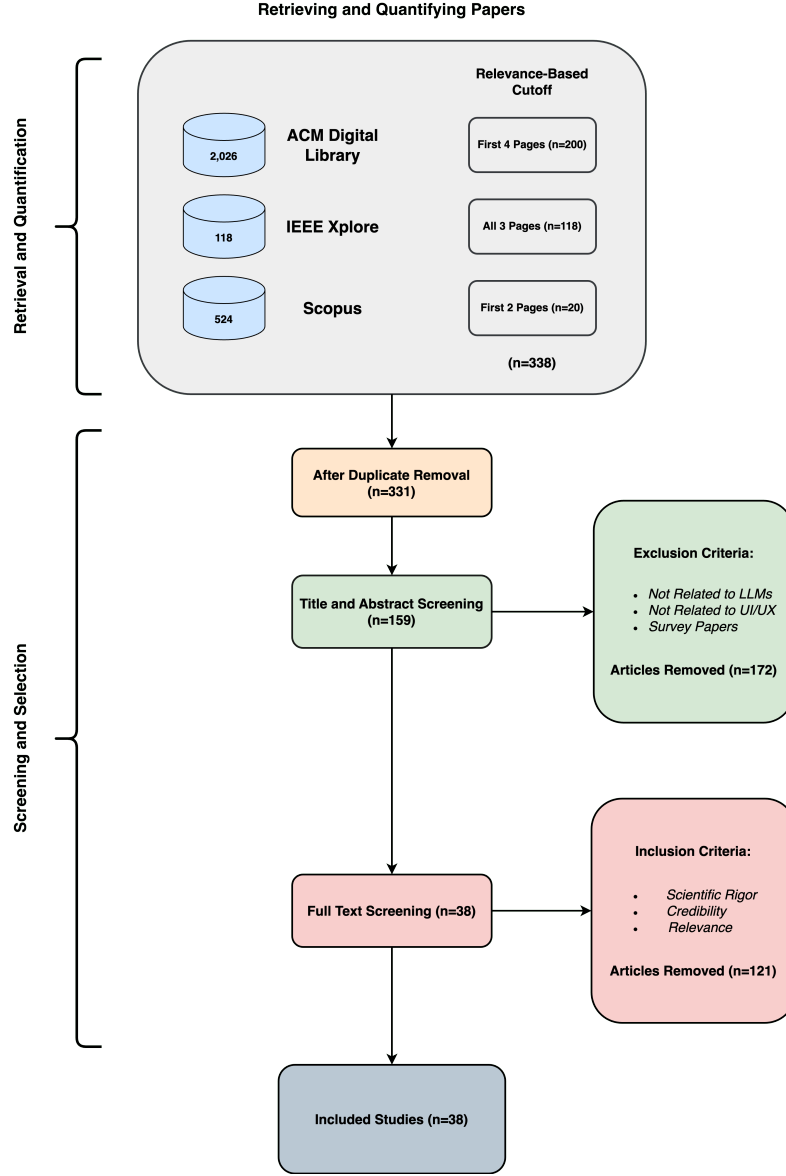 Retrieving and Quantifying Papers
Retrieval and Quantification
Relevance-Based
Cutoff
2,026
ACM Digital
Library
First 4 Pages (n=200)
118
IEEE Xplore
All 3 Pages (n=118)
524
Scopus
First 2 Pages (n=20)
(n=338)
Screening and Selection
After Duplicate Removal
(n=331)
Title and Abstract Screening
(n=159)
Exclusion Criteria:
• Not Related to LLMs
• Not Related to UI/UX
• Survey Papers
Articles Removed (n=172)
Full Text Screening (n=38)
Inclusion Criteria:
• Scientific Rigor
• Credibility
• Relevance
Articles Removed (n=121)
Included Studies (n=38)